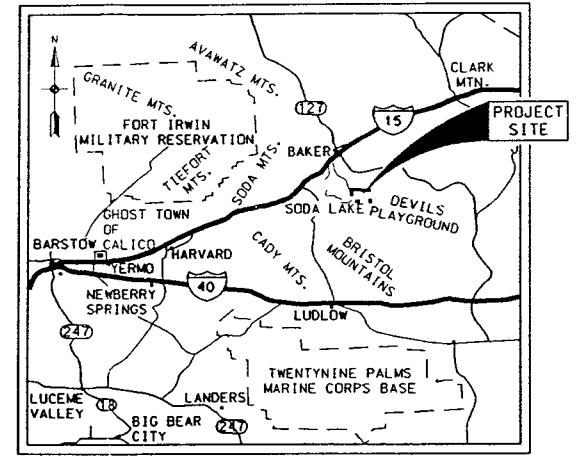 N
AVAWATZ MTS.
CLARK
MTN.
GRANITE MTS.
127
15
PROJECT
SITE
FORT IRWIN
MILITARY RESERVATION
BAKER
TIEFORT
MTS.
SODA MTS.
DEVILS
PLAYGROUND
SODA LAKE
GHOST TOWN
OF
CALICO
BARSTOW
YERMO
HARVARD
CADY MTS.
BRISTOL
MOUNTAINS
NEWBERRY
SPRINGS
40
LUDLOW
247
TWENTYNINE PALMS
MARINE CORPS BASE
LUCEME
VALLEY
18
LANDERS
BIG BEAR
CITY
247